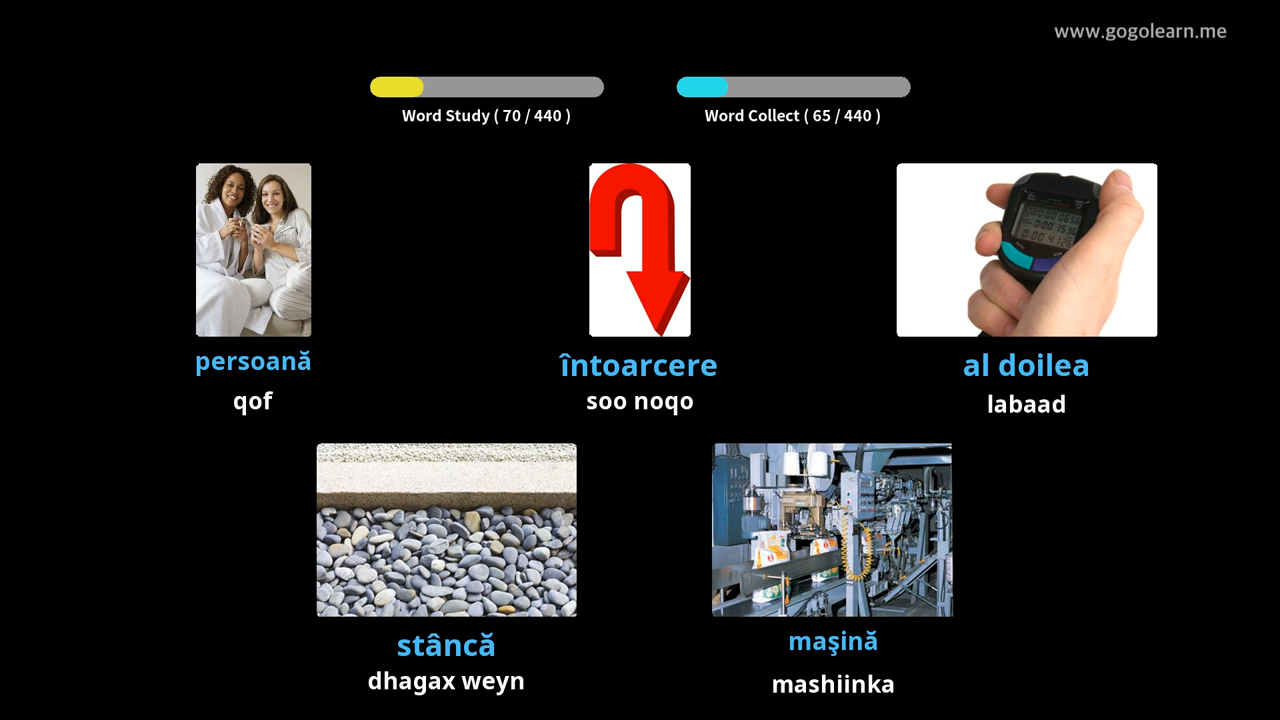 www.gogolearn.me
Word Study ( 70 / 440 )
Word Collect ( 65 / 440 )
persoană
întoarcere
al doilea
qof
soo noqo
labaad
stâncă
maşină
dhagax weyn
mashiinka